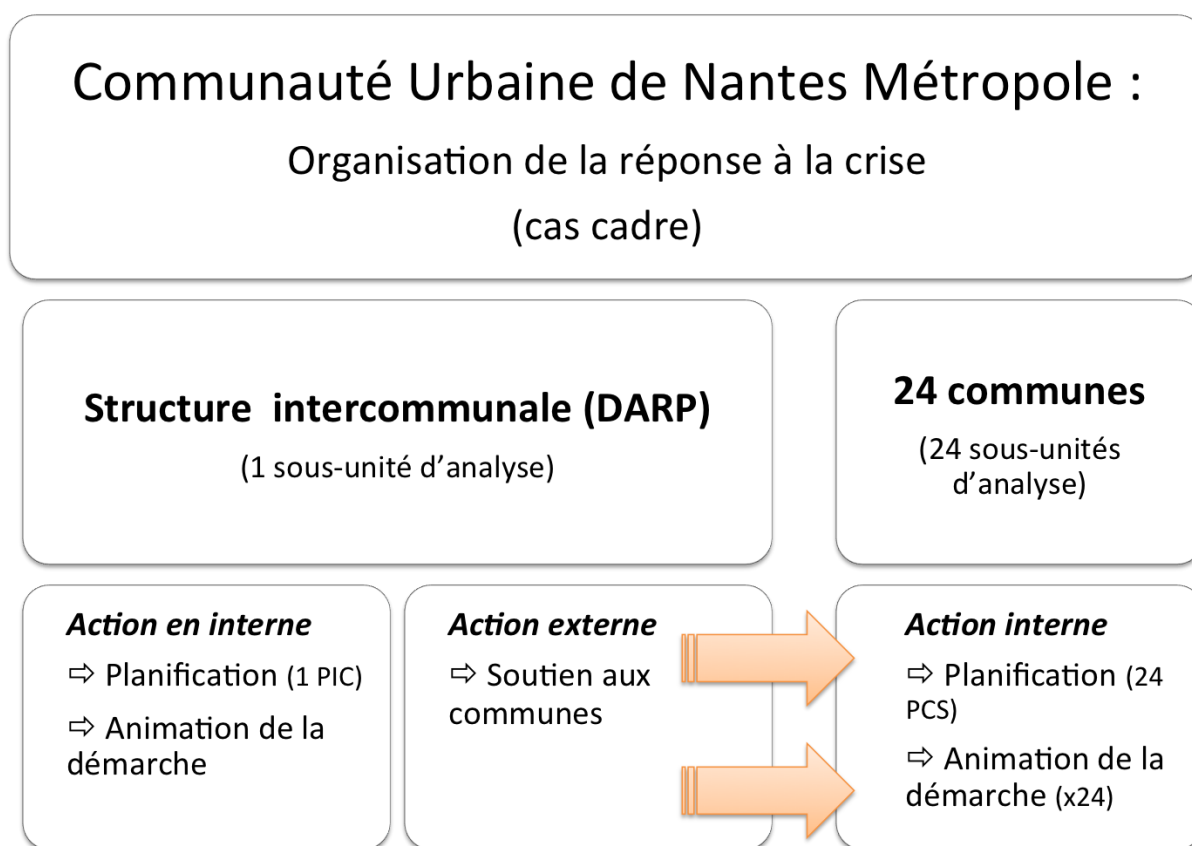 Communauté Urbaine de Nantes Métropole :
Organisation de la réponse à la crise
(cas cadre)
Structure intercommunale (DARP)
(1 sous-unité d’analyse)
24 communes
(24 sous-unités
d’analyse)
Action en interne
⇨ Planification (1 PIC)
⇨ Animation de la
démarche
Action externe
⇨ Soutien aux
communes
Action interne
⇨ Planification (24
PCS)
⇨ Animation de la
démarche (x24)